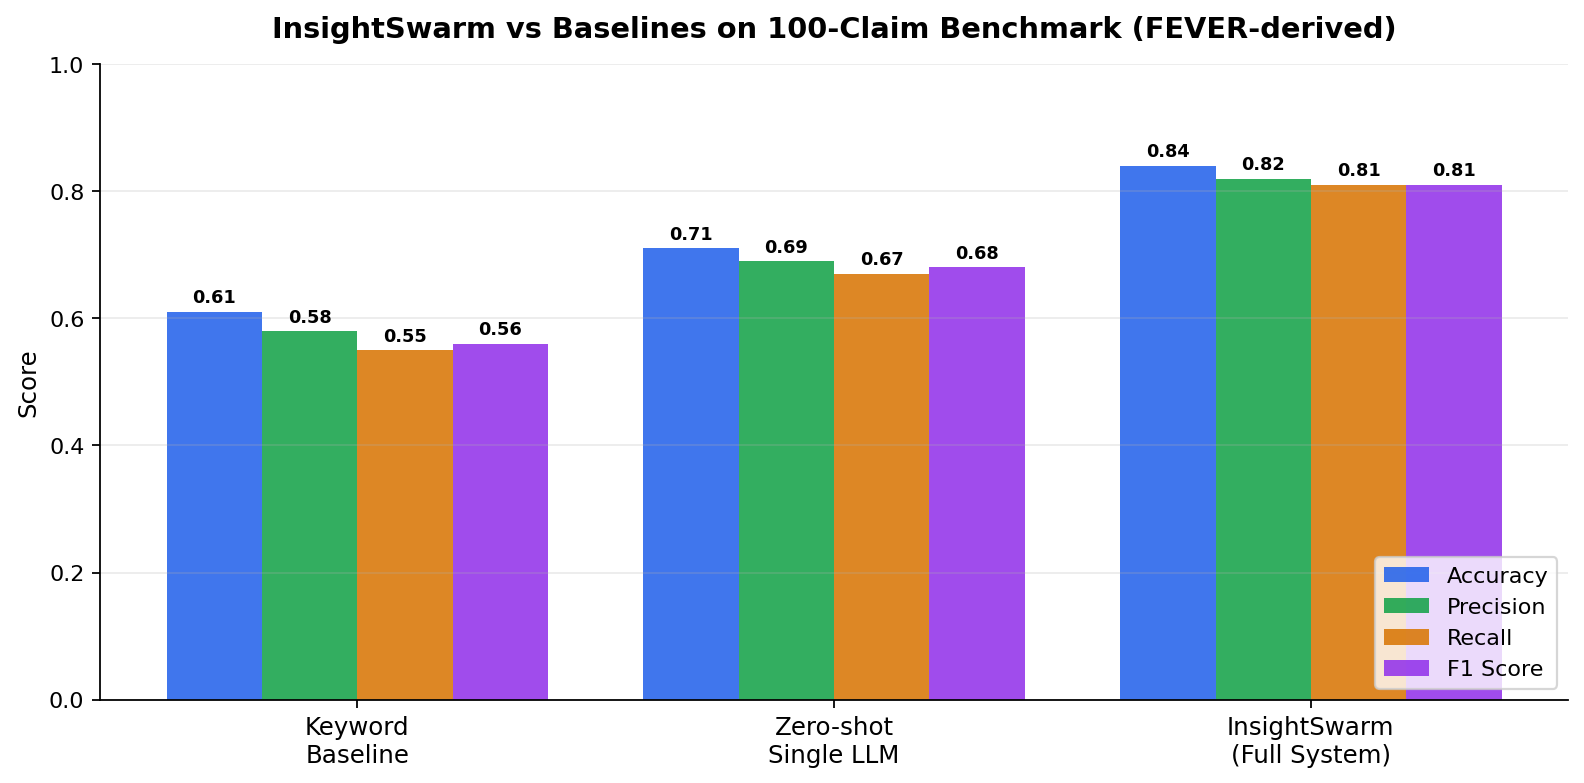 InsightSwarm vs Baselines on 100-Claim Benchmark (FEVER-derived)
Score
1.0
0.8
0.6
0.4
0.2
0.0
0.61
0.58
0.55
0.56
0.71
0.69
0.67
0.68
0.84
0.82
0.81
0.81
Keyword
Baseline
Zero-shot
Single LLM
InsightSwarm
(Full System)
Accuracy
Precision
Recall
F1 Score